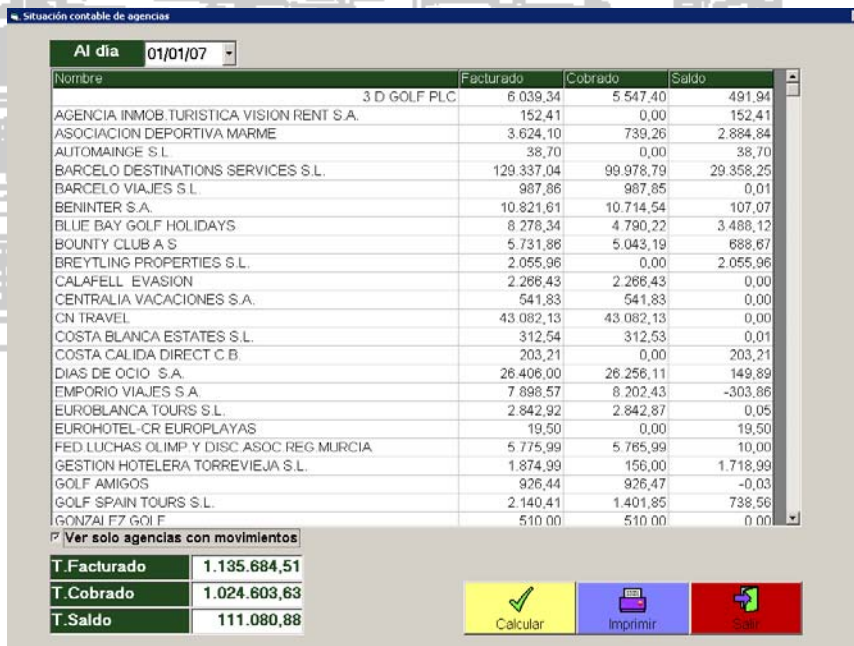 Situación contable de agencias
Al día 01/01/07
Nombre Facturado Cobrado Saldo
3 D GOLF PLC 6.039,34 5.547,40 491,94
AGENCIA INMOB.TURISTICA VISION RENT S.A. 152,41 0,00 152,41
ASOCIACION DEPORTIVA MARME 3.624,10 739,26 2.884,84
AUTOMAINGE S.L. 38,70 0,00 38,70
BARCELO DESTINATIONS SERVICES S.L. 129.337,04 99.978,79 29.358,25
BARCELO VIAJES S.L. 987,86 987,85 0,01
BENINTER S.A. 10.821,61 10.714,54 107,07
BLUE BAY GOLF HOLIDAYS 8.278,34 4.790,22 3.488,12
BOUNTY CLUB A S 5.731,86 5.043,19 688,67
BREYTLING PROPERTIES S.L. 2.055,96 0,00 2.055,96
CALAFELL EVASION 2.266,43 2.266,43 0,00
CENTRALIA VACACIONES S.A. 541,83 541,83 0,00
CN TRAVEL 43.082,13 43.082,13 0,00
COSTA BLANCA ESTATES S.L. 312,54 312,53 0,01
COSTA CALIDA DIRECT C.B. 203,21 0,00 203,21
DIAS DE OCIO S.A. 26.406,00 26.256,11 149,89
EMPORIO VIAJES S.A. 7.898,57 8.202,43 -303,86
EUROBLANCA TOURS S.L. 2.842,92 2.842,87 0,05
EUROHOTEL-CR EUROPLAYAS 19,50 0,00 19,50
FED.LUCHAS OLIMP.Y DISC.ASOC.REG.MURCIA 5.775,99 5.765,99 10,00
GESTION HOTELERA TORREVIEJA S.L. 1.874,99 156,00 1.718,99
GOLF AMIGOS 926,44 926,47 -0,03
GOLF SPAIN TOURS S.L. 2.140,41 1.401,85 738,56
GONZALEZ GOLF 510,00 510,00 0,00
Ver solo agencias con movimientos
T.Facturado 1.135.684,51
T.Cobrado 1.024.603,63
T.Saldo 111.080,88
Calcular Imprimir Salir